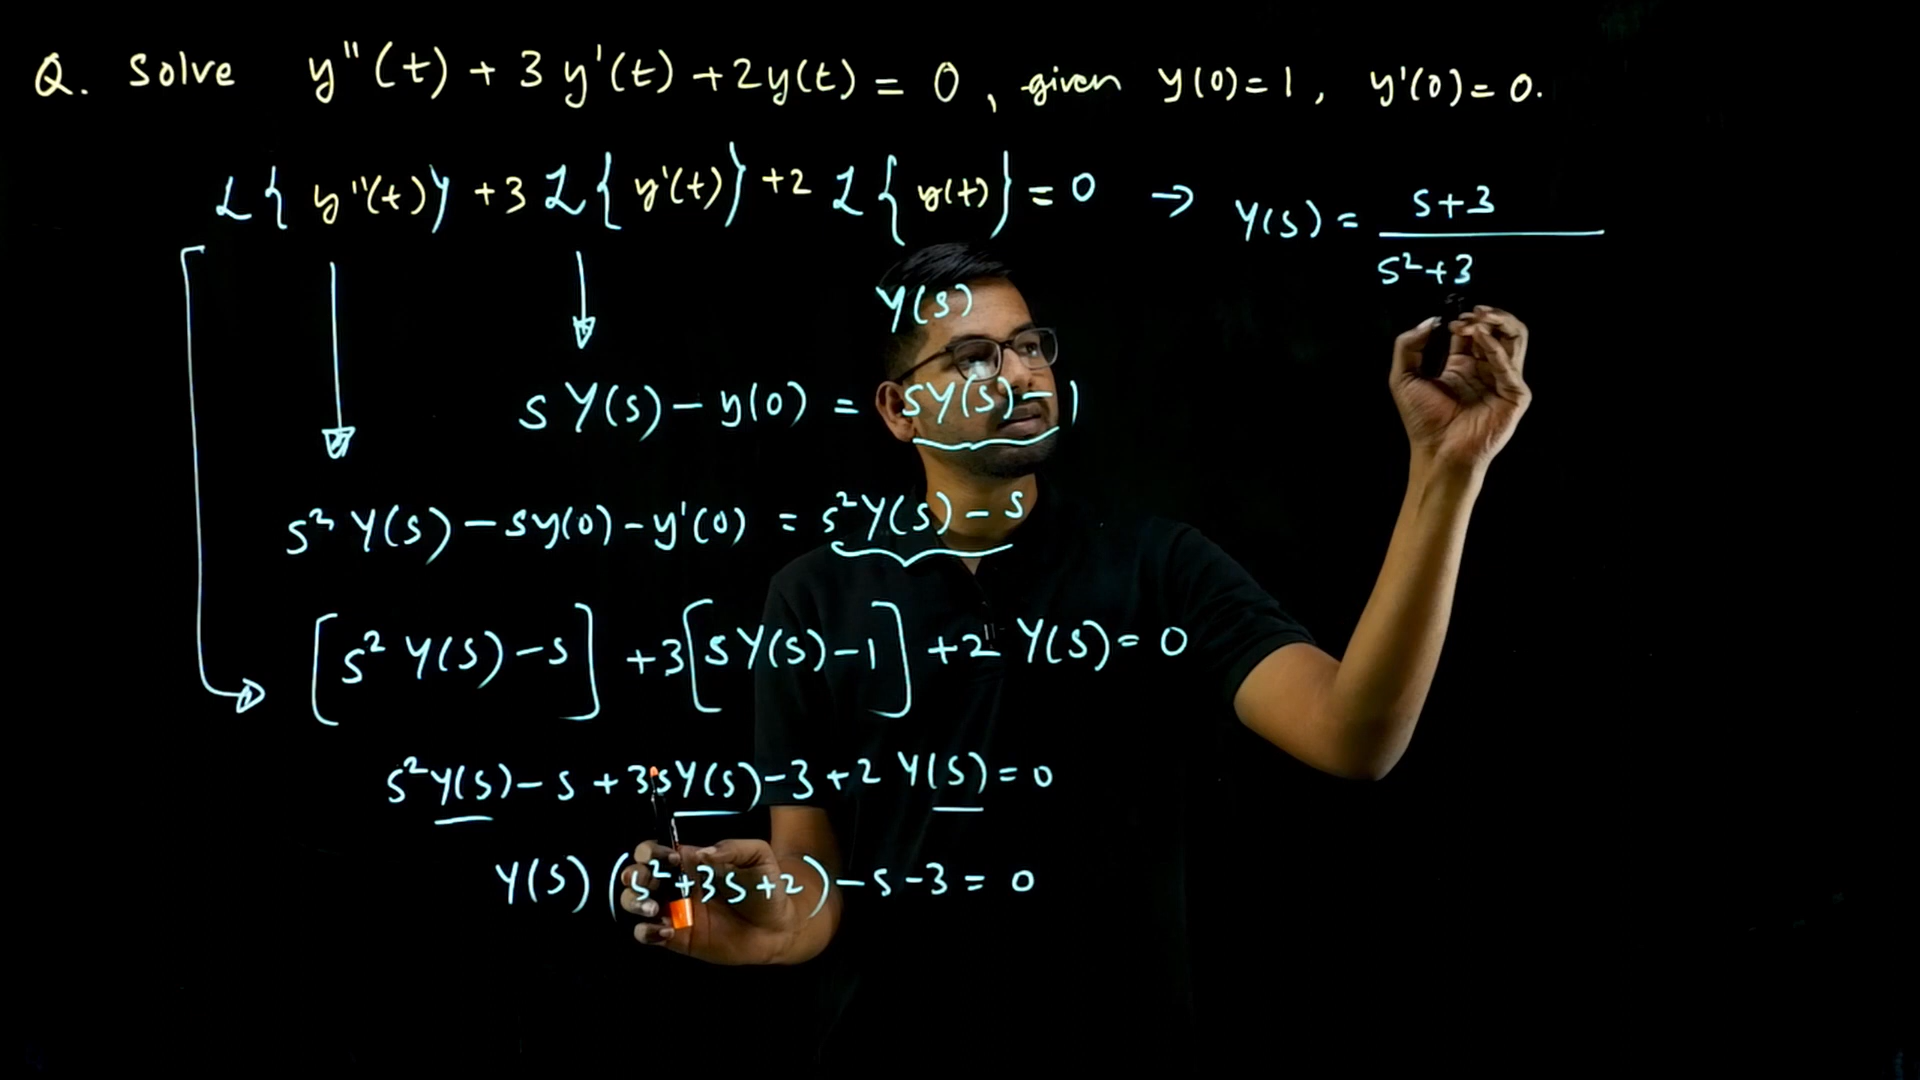 Q. Solve y''(t) + 3y'(t) + 2y(t) = 0, given y(0)=1, y'(0)=0.
L{y''(t)} + 3L{y'(t)} + 2L{y(t)} = 0 → Y(s) = s+3 / s²+3
Y(s)
sY(s) - y(0) = sY(s) - 1
s²Y(s) - sy(0) - y'(0) = s²Y(s) - s
[s²Y(s) - s] + 3[sY(s) - 1] + 2Y(s) = 0
s²Y(s) - s + 3sY(s) - 3 + 2Y(s) = 0
Y(s)(s²+3s+2) - s - 3 = 0